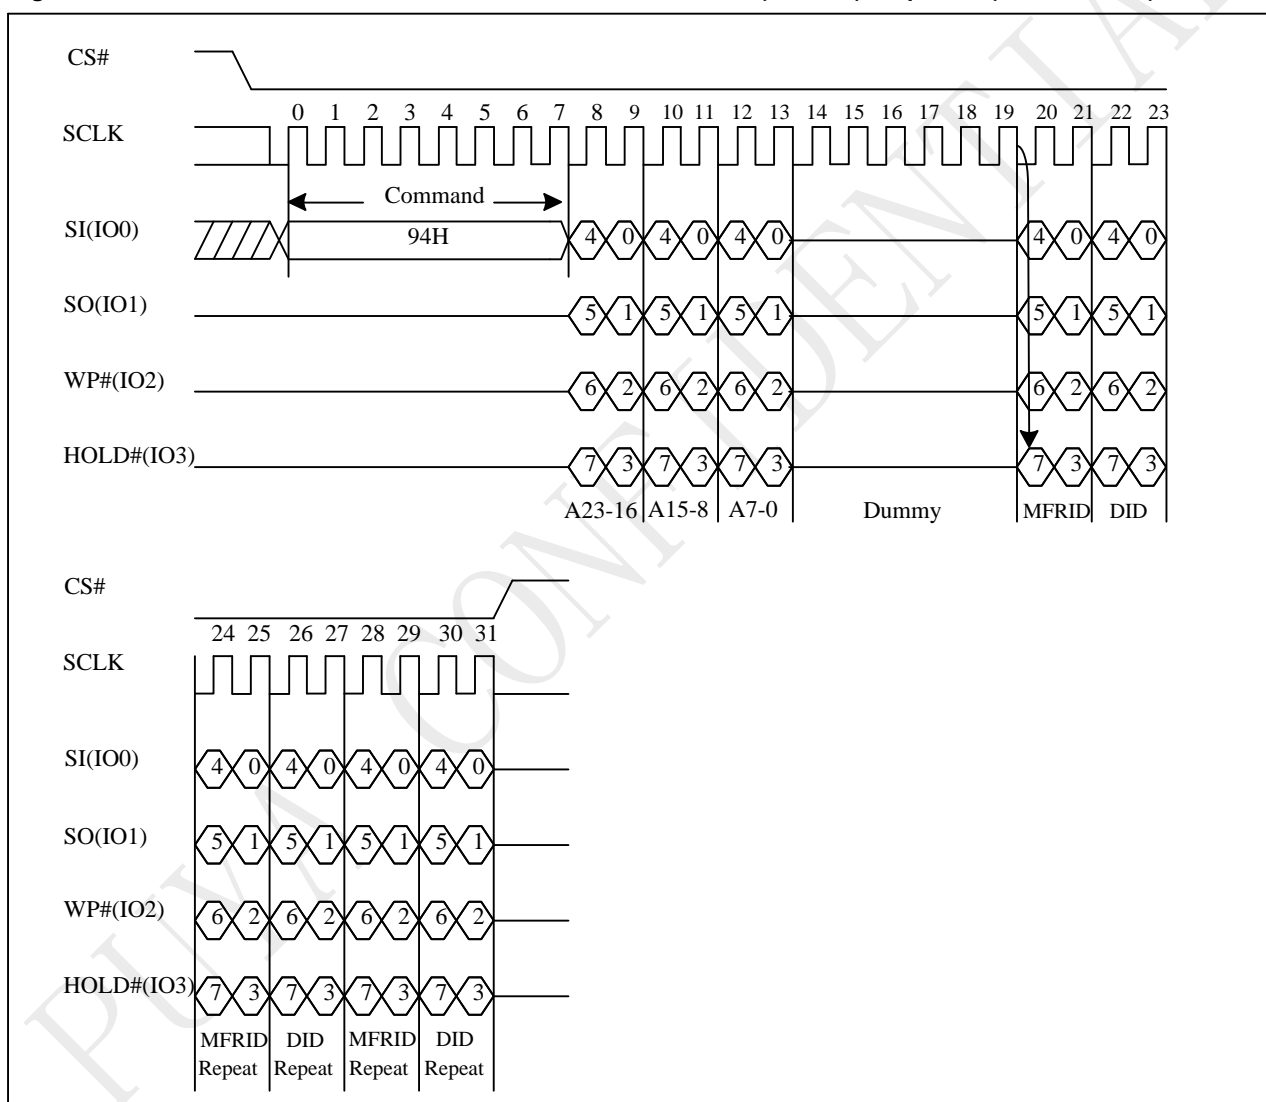 CS#
0 1 2 3 4 5 6 7 8 9 10 11 12 13 14 15 16 17 18 19 20 21 22 23
SCLK
Command
SI(IO0) 94H 4 0 4 0 4 0 4 0 4 0
SO(IO1) 5 1 5 1 5 1 5 1 5 1
WP#(IO2) 6 2 6 2 6 2 6 2 6 2
HOLD#(IO3) 7 3 7 3 7 3 7 3 7 3
A23-16 A15-8 A7-0 Dummy MFRID DID
CS#
24 25 26 27 28 29 30 31
SCLK
SI(IO0) 4 0 4 0 4 0 4 0
SO(IO1) 5 1 5 1 5 1 5 1
WP#(IO2) 6 2 6 2 6 2 6 2
HOLD#(IO3) 7 3 7 3 7 3 7 3
MFRID DID MFRID DID
Repeat Repeat Repeat Repeat
PUYA CONFIDENTIAL